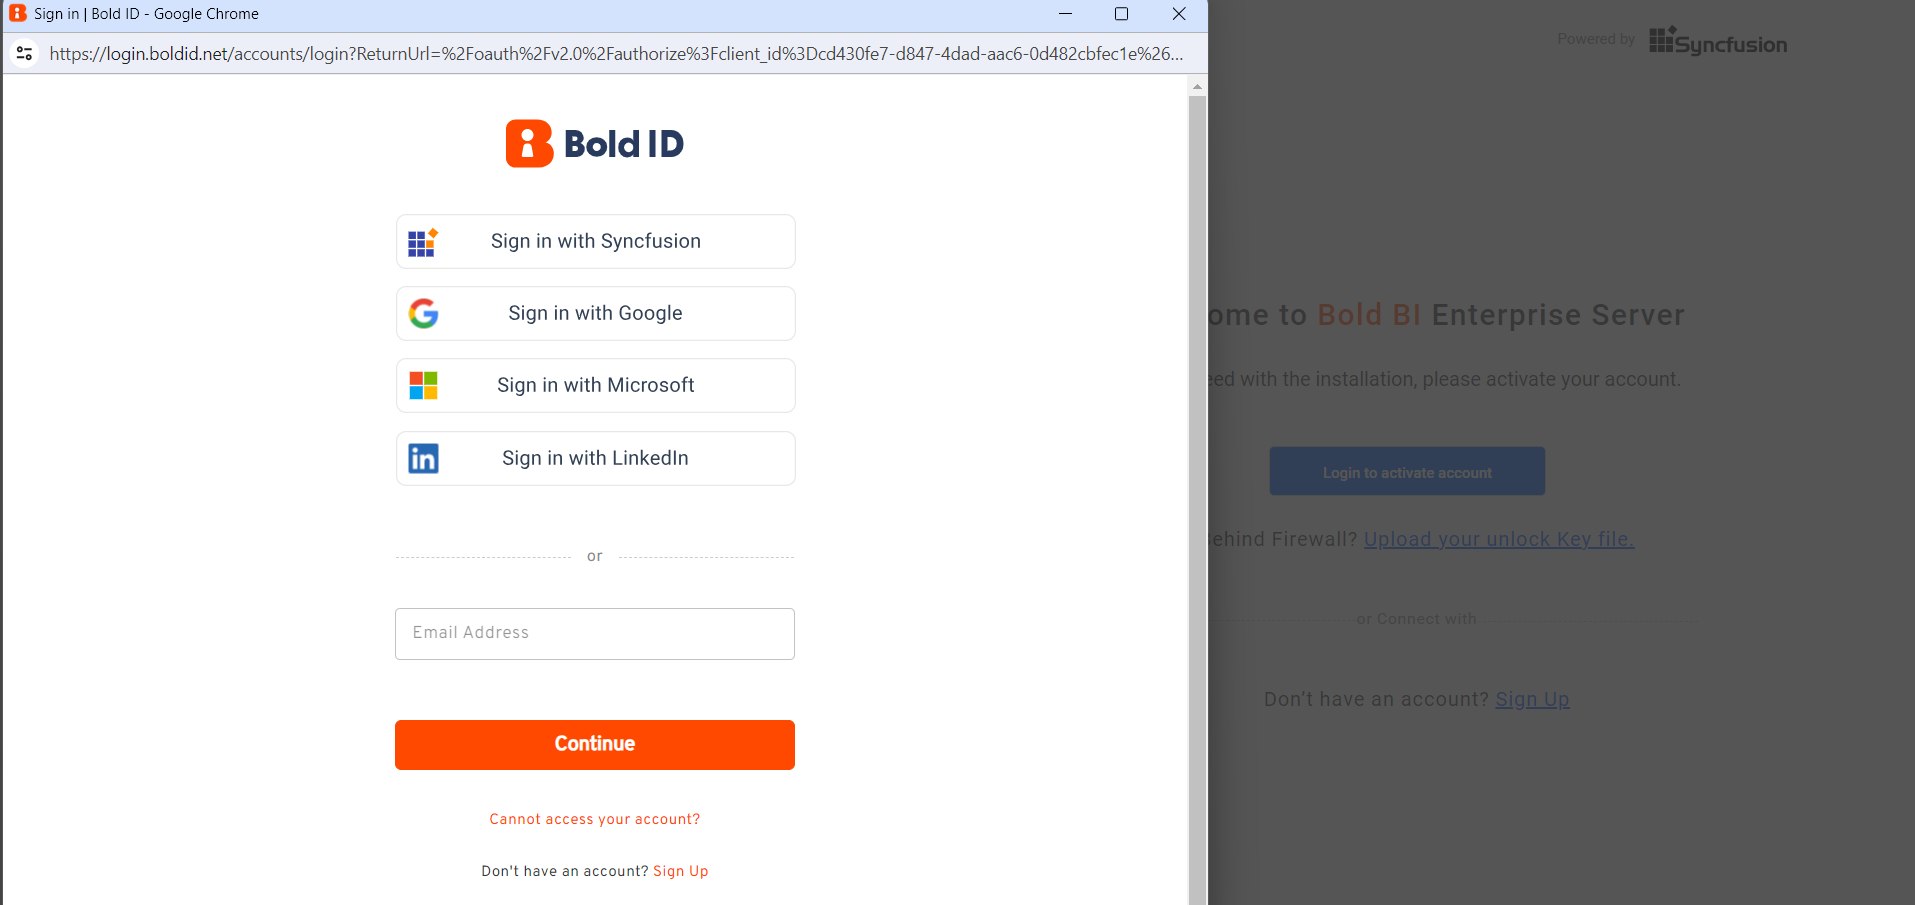 Sign in | Bold ID - Google Chrome
https://login.boldid.net/accounts/login?ReturnUrl=%2Foauth%2Fv2.0%2Fauthorize%3Fclient_id%3Dcd430fe7-d847-4dad-aac6-0d482cbfec1e%26...
Bold ID
Sign in with Syncfusion
Sign in with Google
Sign in with Microsoft
in
Sign in with LinkedIn
or
Email Address
Continue
Cannot access your account?
Don't have an account? Sign Up
Powered by Syncfusion
ome to Bold BI Enterprise Server
eed with the installation, please activate your account.
Login to activate account
ehind Firewall? Upload your unlock Key file.
or Connect with
Don't have an account? Sign Up